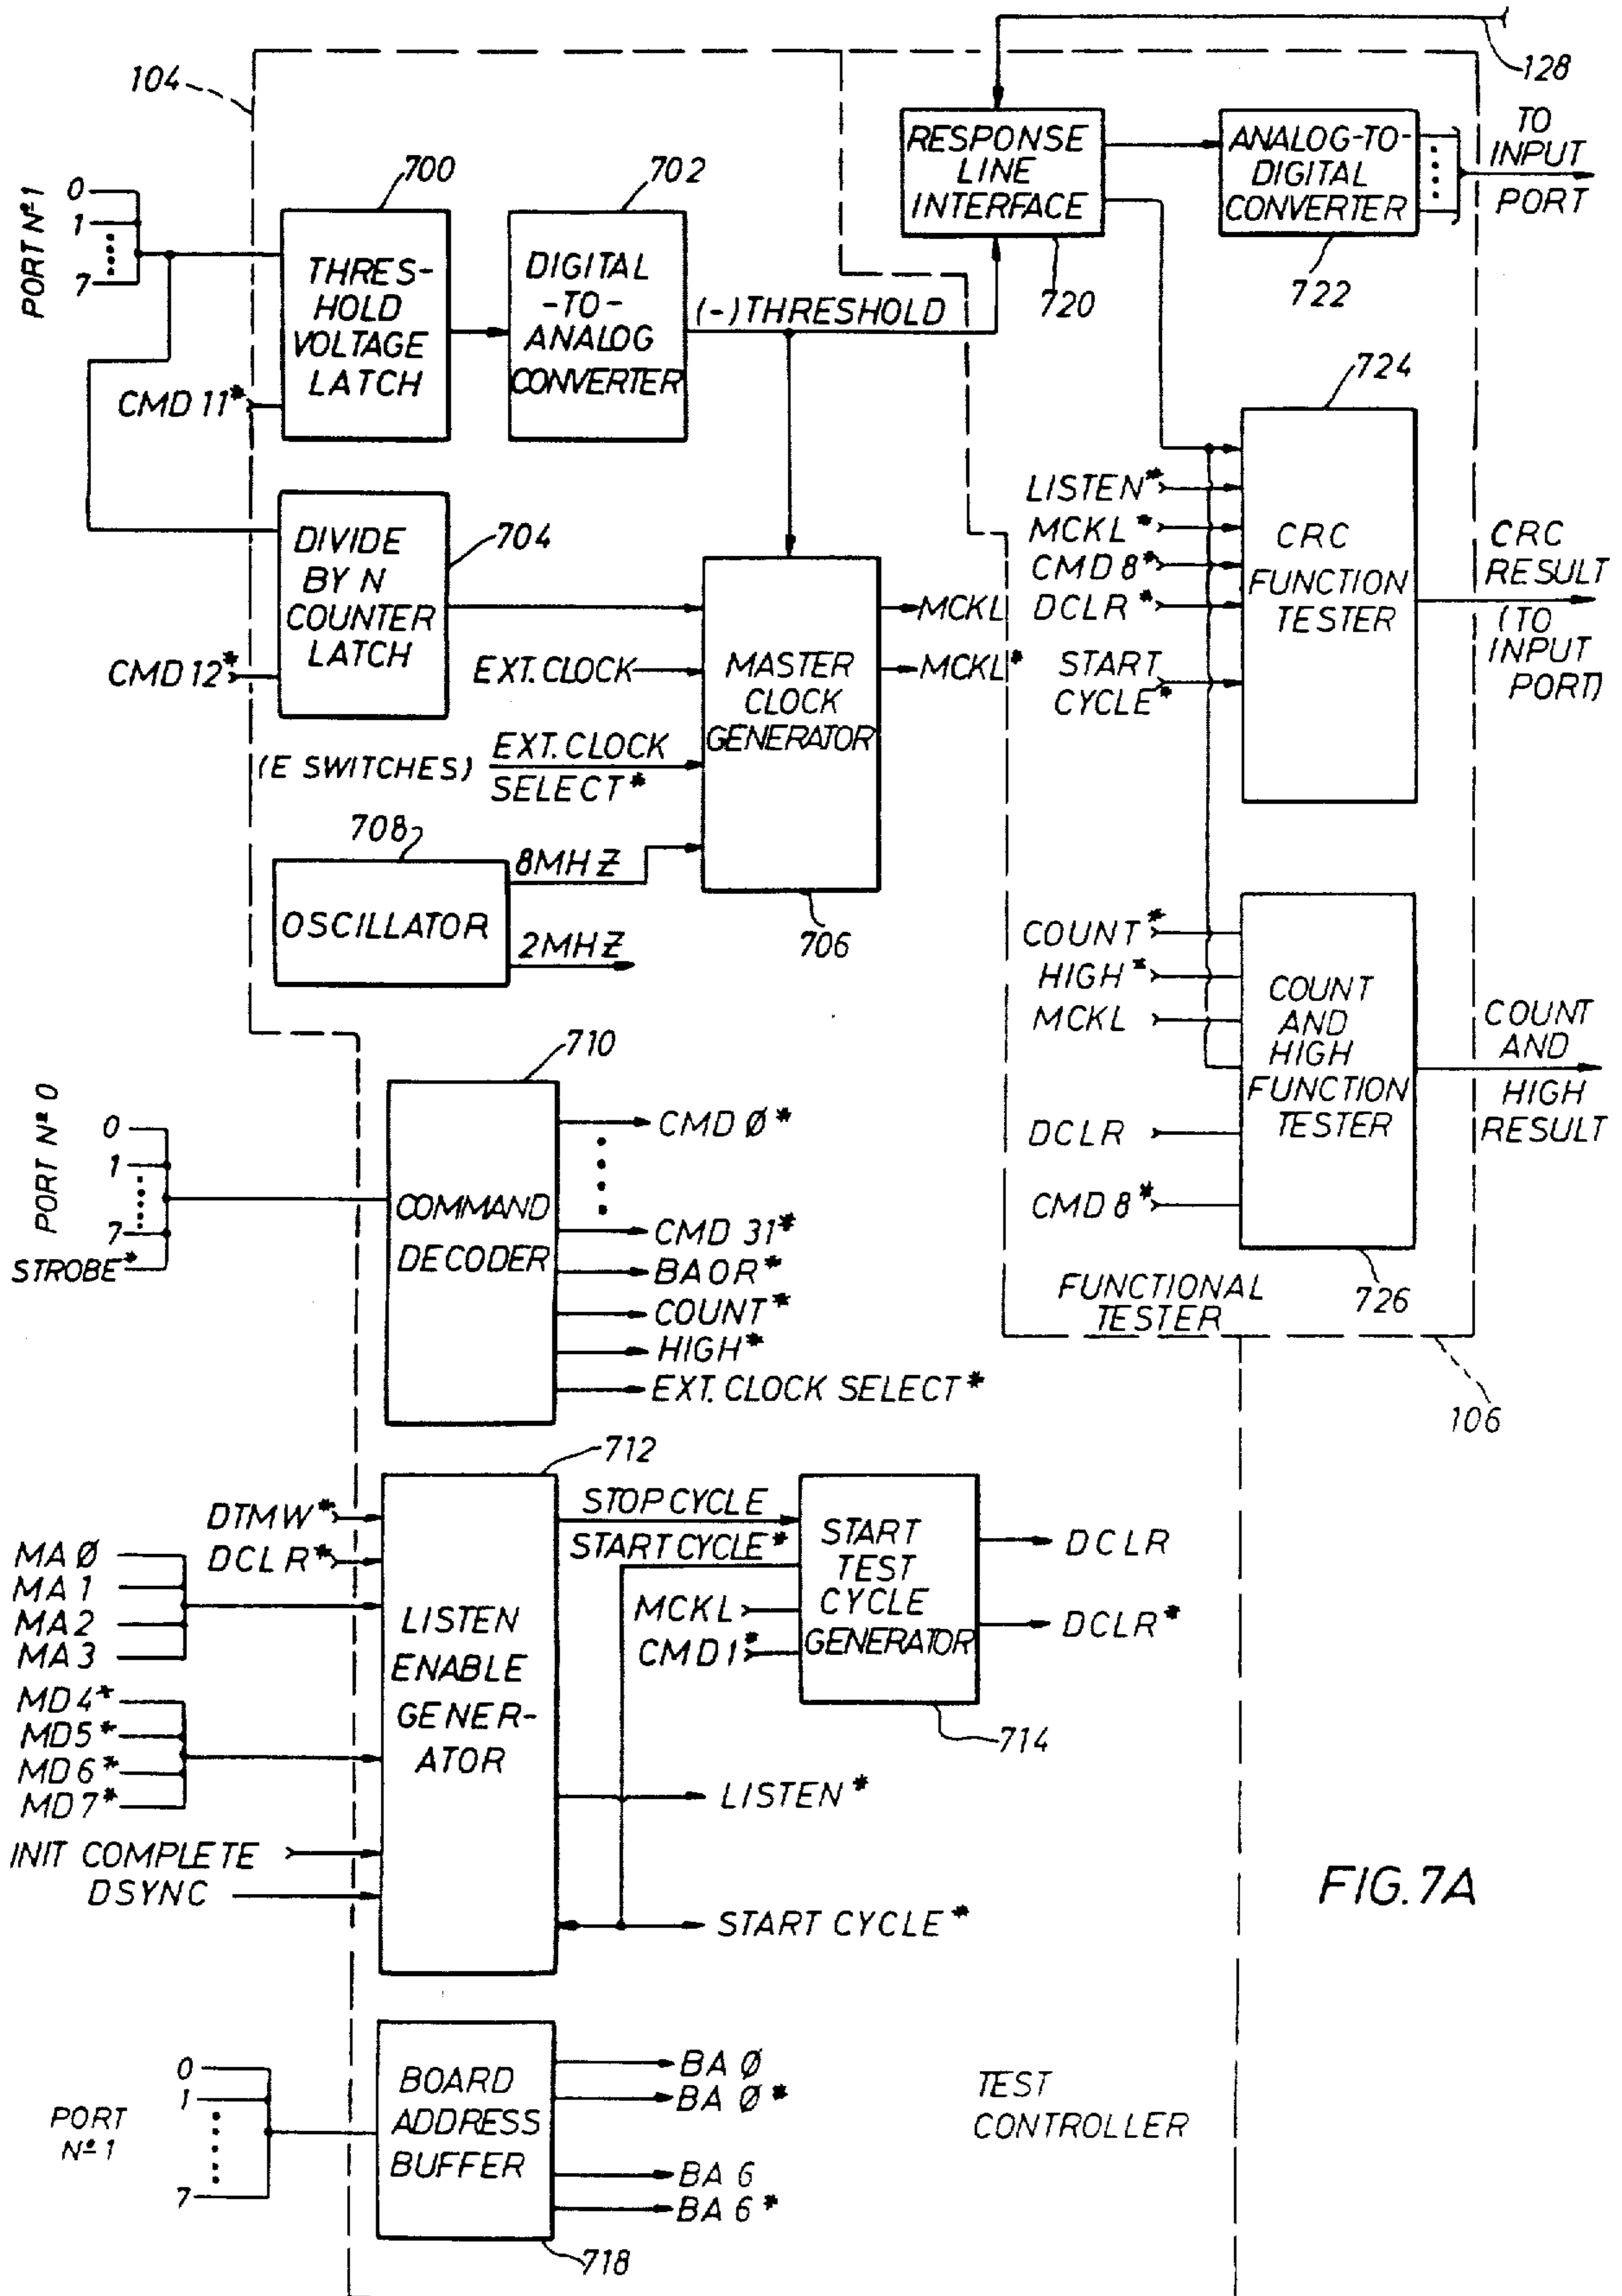 128
104
TO
INPUT
PORT
RESPONSE
LINE
INTERFACE
720
ANALOG-TO-
DIGITAL
CONVERTER
722
PORT Nº 1
0
1
7
700
THRES-
HOLD
VOLTAGE
LATCH
CMD 11*
702
DIGITAL
-TO-
ANALOG
CONVERTER
(-) THRESHOLD
DIVIDE
BY N
COUNTER
LATCH
704
CMD 12*
EXT. CLOCK
(E SWITCHES)
EXT. CLOCK
SELECT*
MASTER
CLOCK
GENERATOR
706
MCKL
MCKL*
708
OSCILLATOR
8MHZ
2MHZ
724
LISTEN*
MCKL*
CMD 8*
DCLR*
START
CYCLE*
CRC
FUNCTION
TESTER
CRC
RESULT
(TO
INPUT
PORT)
COUNT*
HIGH*
MCKL
DCLR
CMD 8*
COUNT
AND
HIGH
FUNCTION
TESTER
726
COUNT
AND
HIGH
RESULT
FUNCTIONAL
TESTER
106
PORT Nº 0
0
1
7
STROBE*
710
COMMAND
DECODER
CMD Ø*
CMD 31*
BAOR*
COUNT*
HIGH*
EXT. CLOCK SELECT*
712
DTMW*
DCLR*
MA Ø
MA 1
MA 2
MA 3
MD4*
MD5*
MD6*
MD7*
INIT COMPLETE
DSYNC
LISTEN
ENABLE
GENER-
ATOR
STOP CYCLE
START CYCLE*
MCKL
CMD1*
START
TEST
CYCLE
GENERATOR
714
DCLR
DCLR*
LISTEN*
START CYCLE*
FIG. 7A
PORT
Nº 1
0
1
7
BOARD
ADDRESS
BUFFER
718
BA Ø
BA Ø*
BA 6
BA 6*
TEST
CONTROLLER